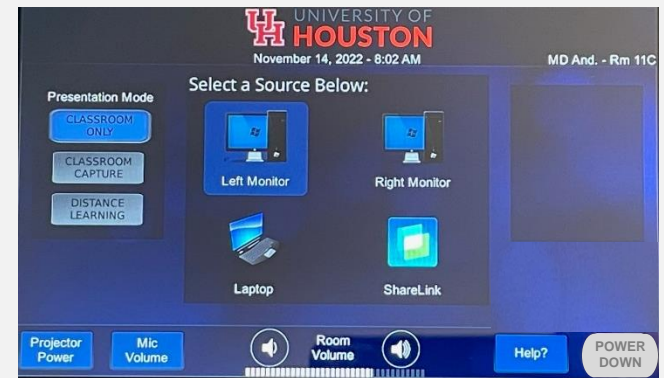 UNIVERSITY OF
HOUSTON
November 14, 2022 - 8:02 AM
MD And. - Rm 11C
Presentation Mode
CLASSROOM
ONLY
CLASSROOM
CAPTURE
DISTANCE
LEARNING
Select a Source Below:
Left Monitor
Right Monitor
Laptop
ShareLink
Projector
Power
Mic
Volume
Room
Volume
Help?
POWER
DOWN